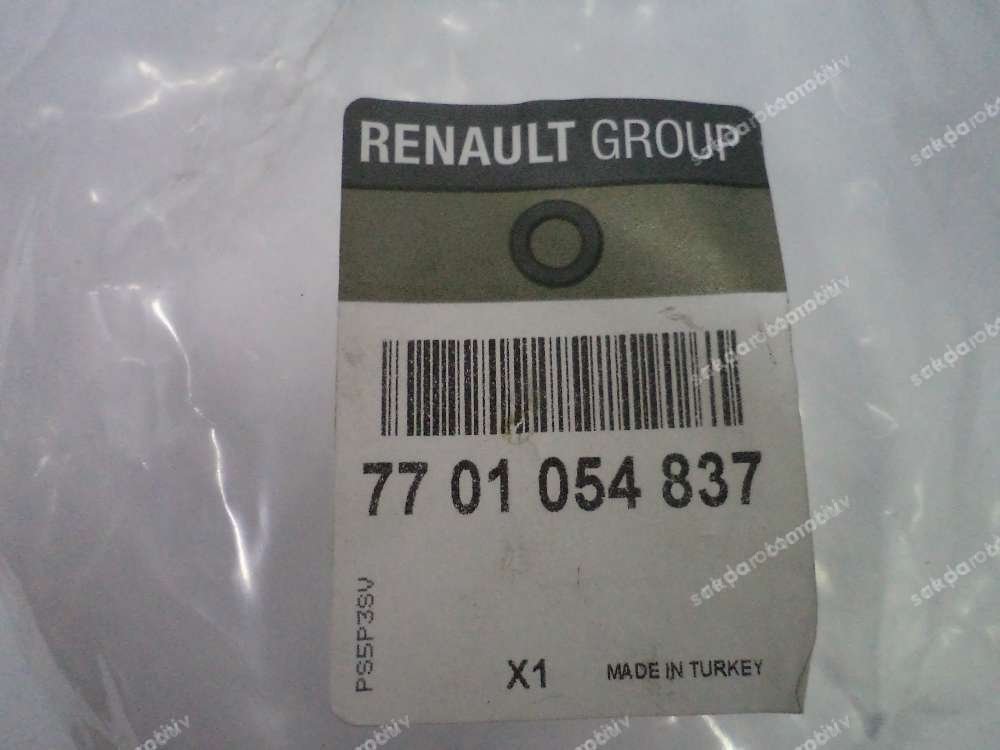 RENAULT GROUP
77 01 054 837
PS5P3SV
X1
MADE IN TURKEY